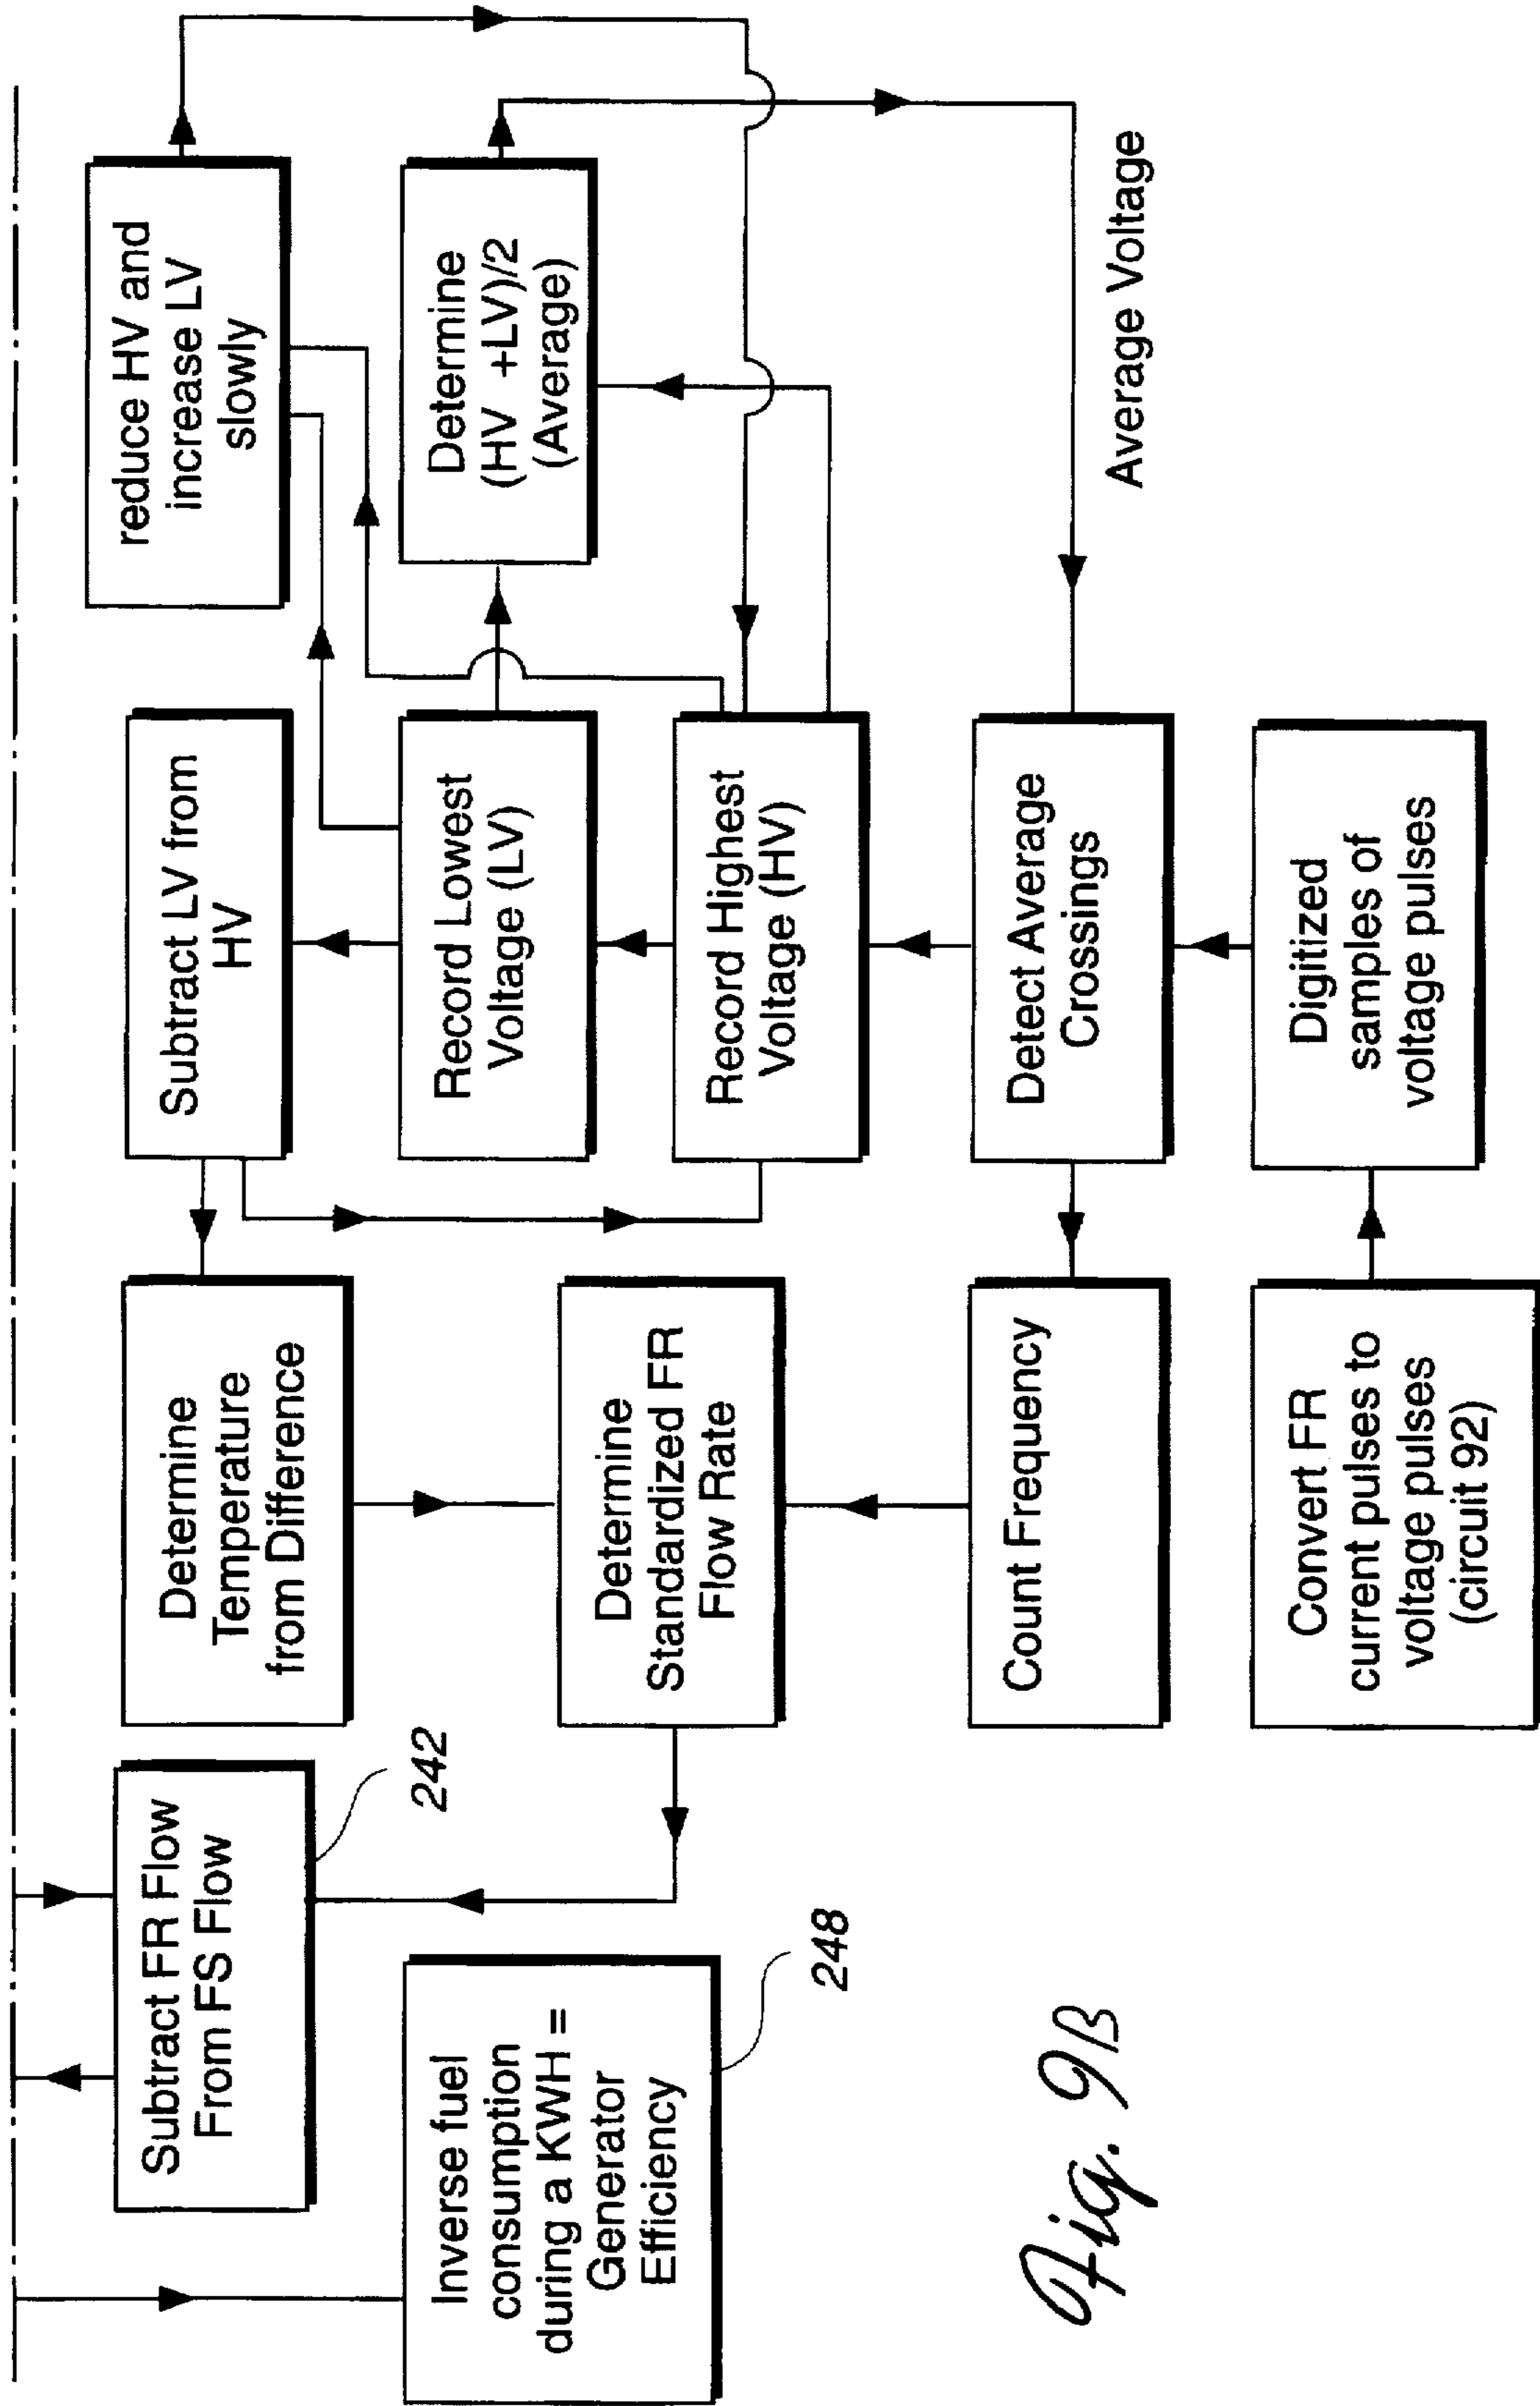 Subtract FR Flow
From FS Flow
242
Inverse fuel
consumption
during a KWH =
Generator
Efficiency
248
Determine
Temperature
from Difference
Determine
Standardized FR
Flow Rate
Count Frequency
Convert FR
current pulses to
voltage pulses
(circuit 92)
Subtract LV from
HV
Record Lowest
Voltage (LV)
Record Highest
Voltage (HV)
Detect Average
Crossings
Digitized
samples of
voltage pulses
reduce HV and
increase LV
slowly
Determine
(HV +LV)/2
(Average)
Average Voltage
Fig. 9B